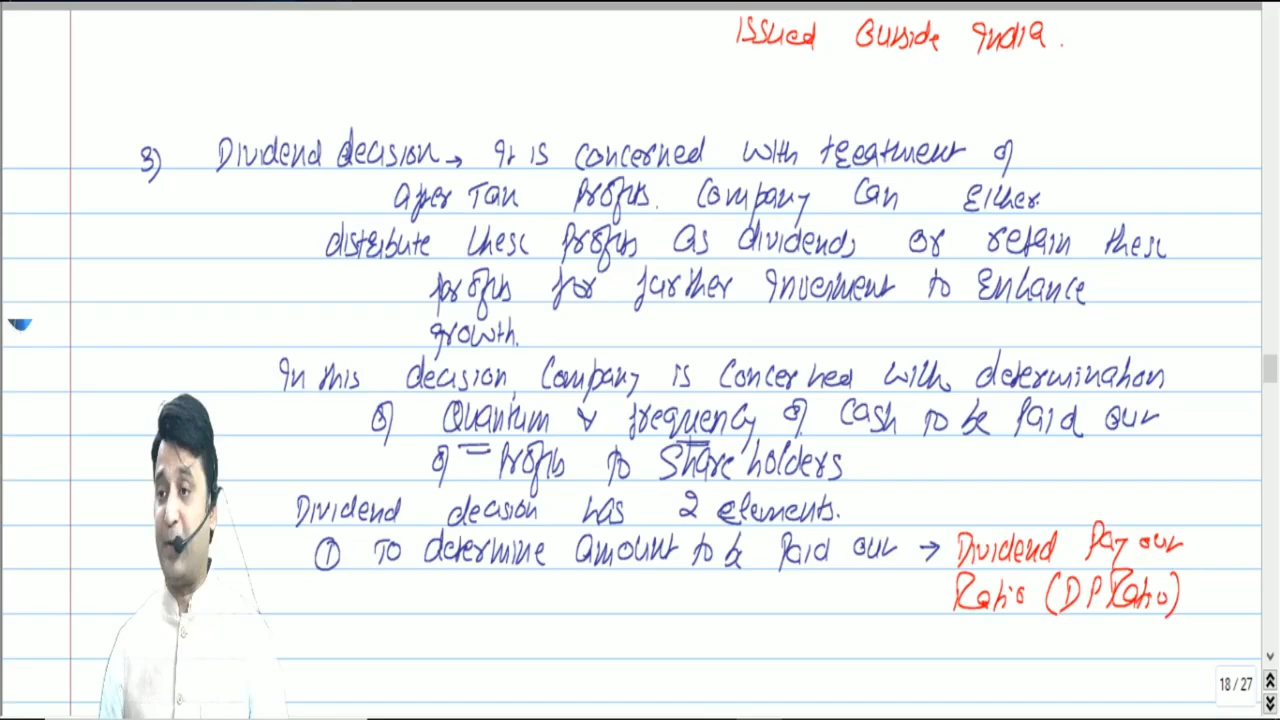 Issued Outside India.
3) Dividend decision → It is concerned with treatment of
after Tax Profits. Company Can Either
distribute these Profits as dividends or retain these
profits for further Investment to Enhance
growth.
In this decision, Company is Concerned with determination
of Quantum & frequency of Cash to be Paid out
of Profits to Shareholders
Dividend decision has 2 elements.
① To determine amount to be Paid out → Dividend Pay out
Ratio (DP Ratio)
18 / 27